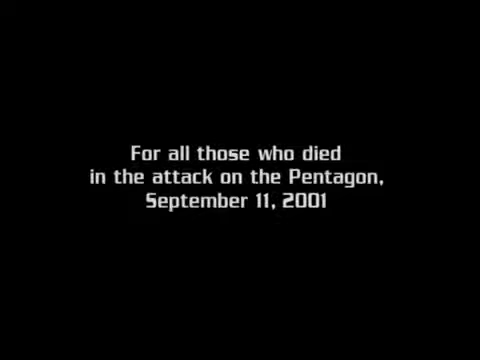 For all those who died
in the attack on the Pentagon,
September 11, 2001